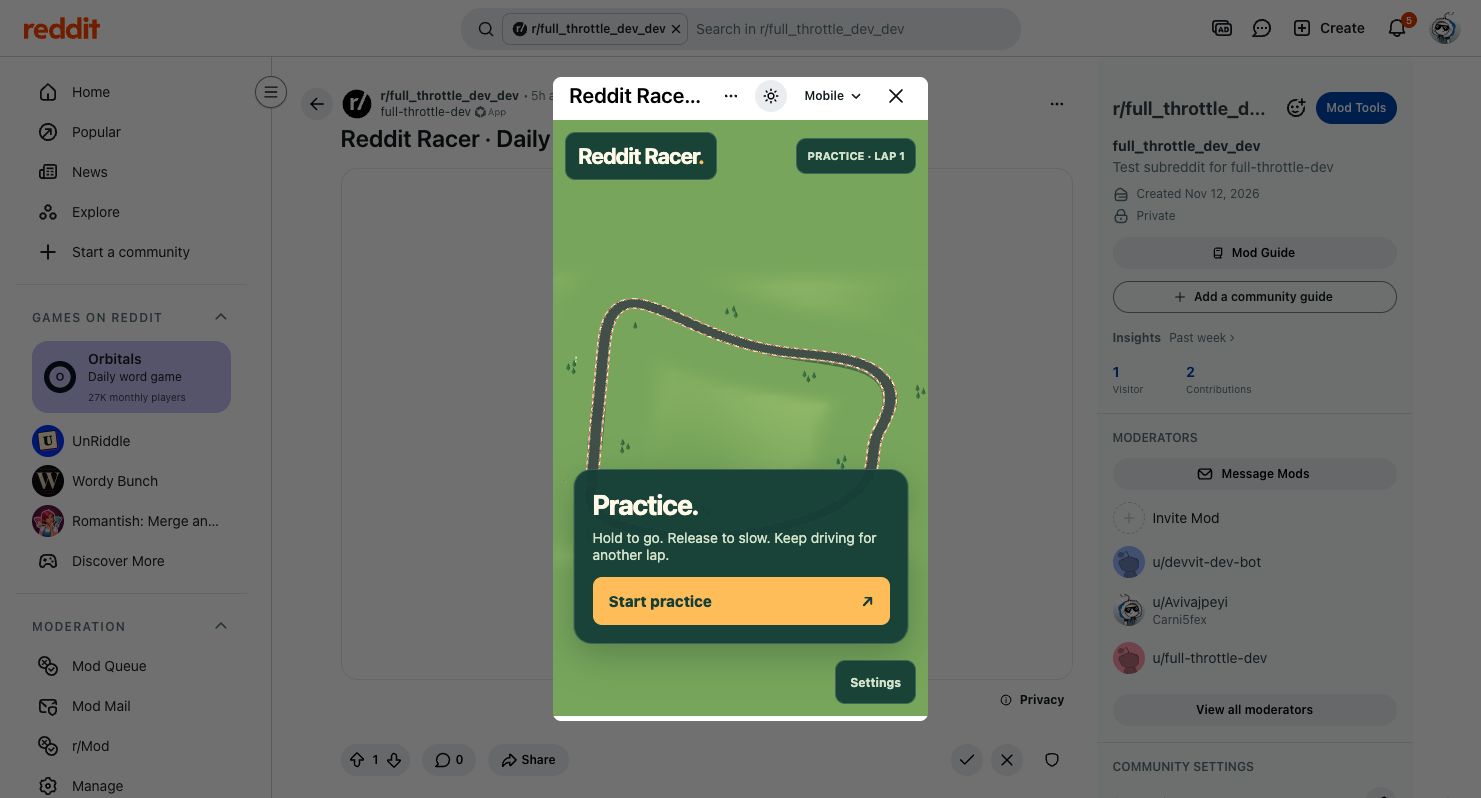 reddit
r/full_throttle_dev_dev
Search in r/full_throttle_dev_dev
AD
Create
5
Home
Popular
News
Explore
Start a community
GAMES ON REDDIT
Orbitals
Daily word game
27K monthly players
UnRiddle
Wordy Bunch
Romantish: Merge an...
Discover More
MODERATION
Mod Queue
Mod Mail
r/Mod
Manage
r/full_throttle_dev_dev • 5h
full-throttle-dev App
Reddit Racer · Daily
Reddit Race...
Mobile
Reddit Racer.
PRACTICE · LAP 1
Practice.
Hold to go. Release to slow. Keep driving for
another lap.
Start practice
Settings
Privacy
1
0
Share
r/full_throttle_d...
Mod Tools
full_throttle_dev_dev
Test subreddit for full-throttle-dev
Created Nov 12, 2026
Private
Mod Guide
Add a community guide
Insights Past week
1
Visitor
2
Contributions
MODERATORS
Message Mods
Invite Mod
u/devvit-dev-bot
u/Avivajpeyi
Carni5fex
u/full-throttle-dev
View all moderators
COMMUNITY SETTINGS